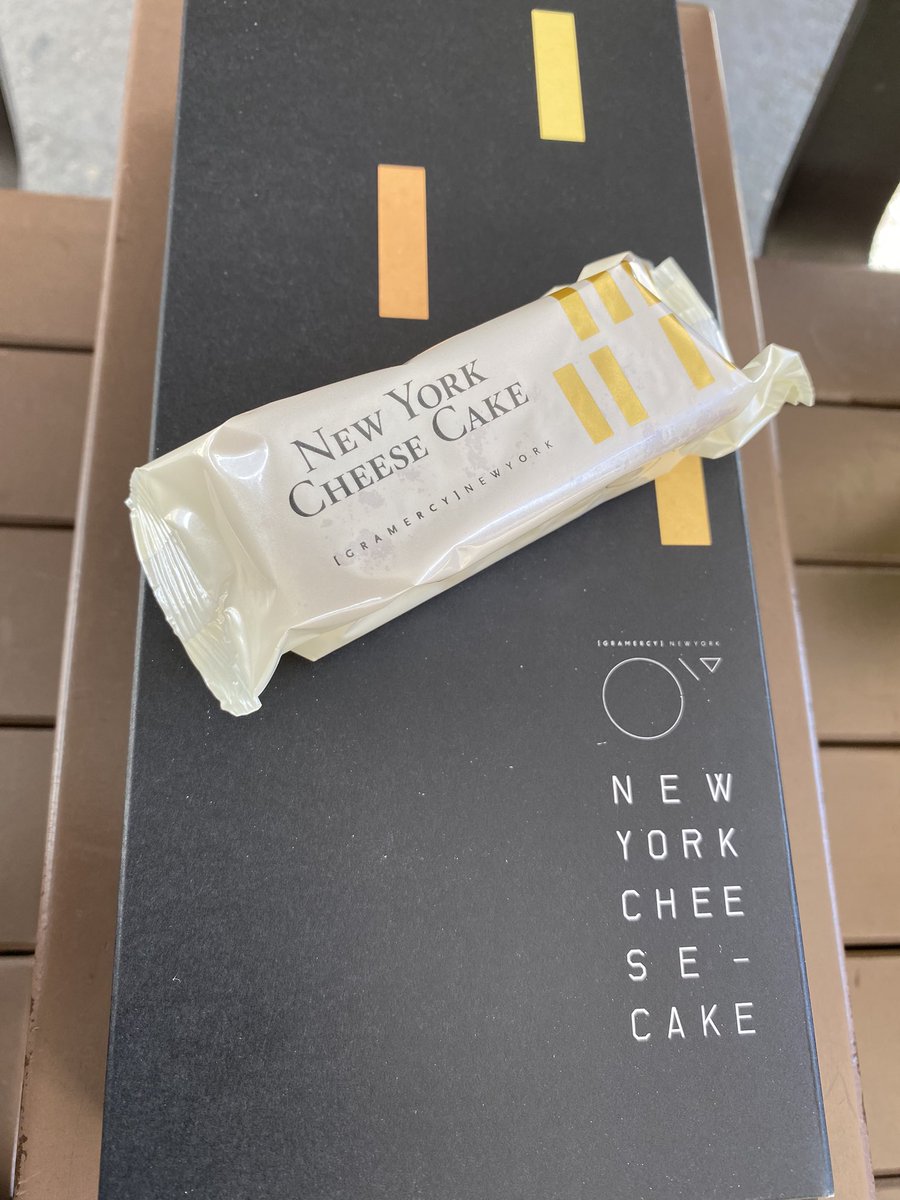 New York
Cheese Cake
[GRAMERCY]NEWYORK
[GRAMERCY] NEWYORK
NEW
YORK
CHEE
SE-
CAKE